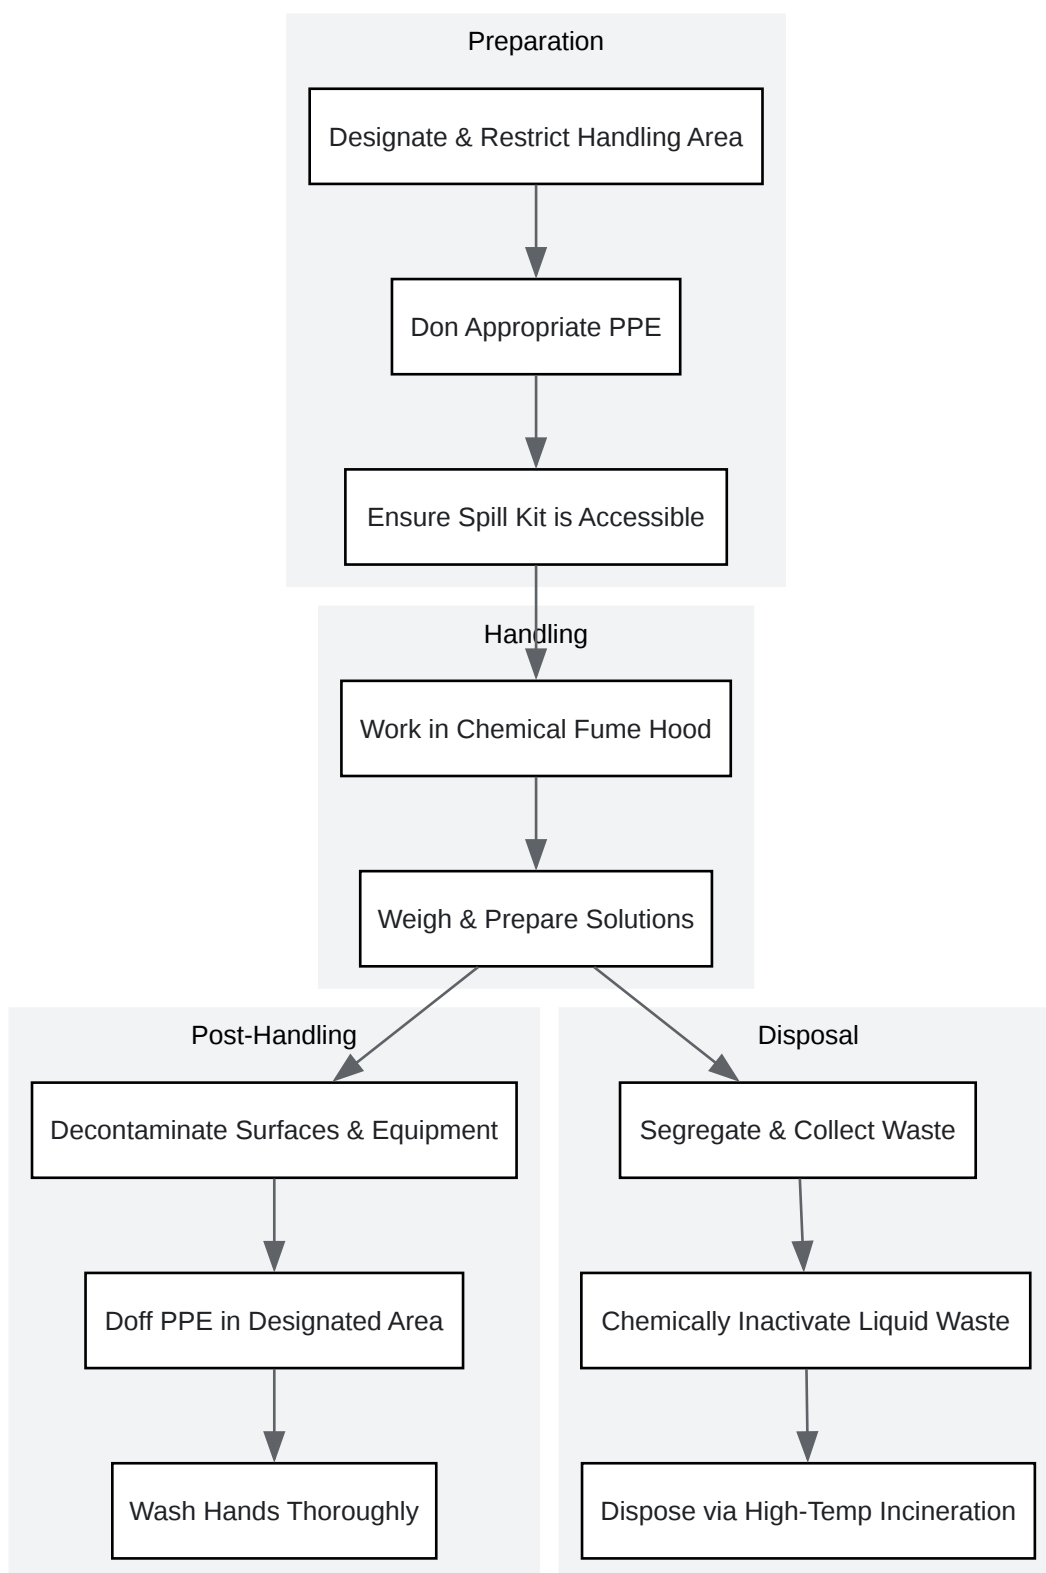 Preparation
Designate & Restrict Handling Area
Don Appropriate PPE
Ensure Spill Kit is Accessible
Handling
Work in Chemical Fume Hood
Weigh & Prepare Solutions
Post-Handling
Decontaminate Surfaces & Equipment
Doff PPE in Designated Area
Wash Hands Thoroughly
Disposal
Segregate & Collect Waste
Chemically Inactivate Liquid Waste
Dispose via High-Temp Incineration